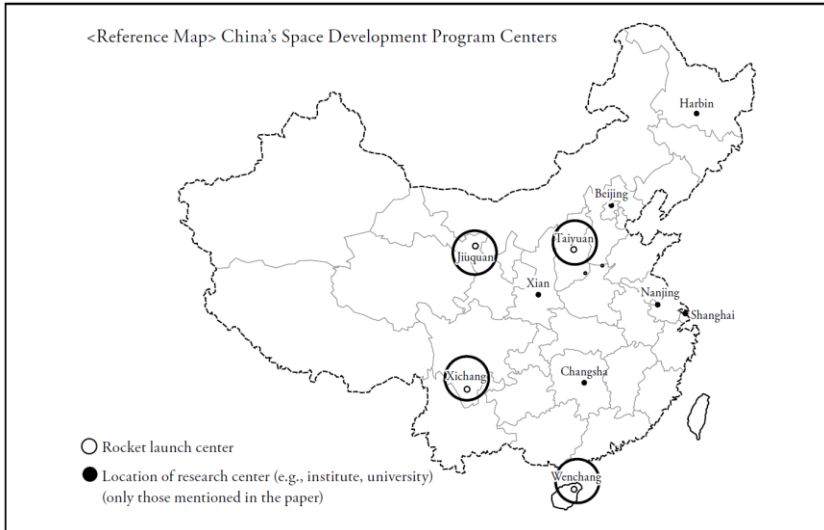 <Reference Map> China's Space Development Program Centers
Harbin
Beijing
Taiyuan
Jiuquan
Xian
Nanjing
Shanghai
Xichang
Changsha
Rocket launch center
Wenchang
Location of research center (e.g., institute, university)
(only those mentioned in the paper)